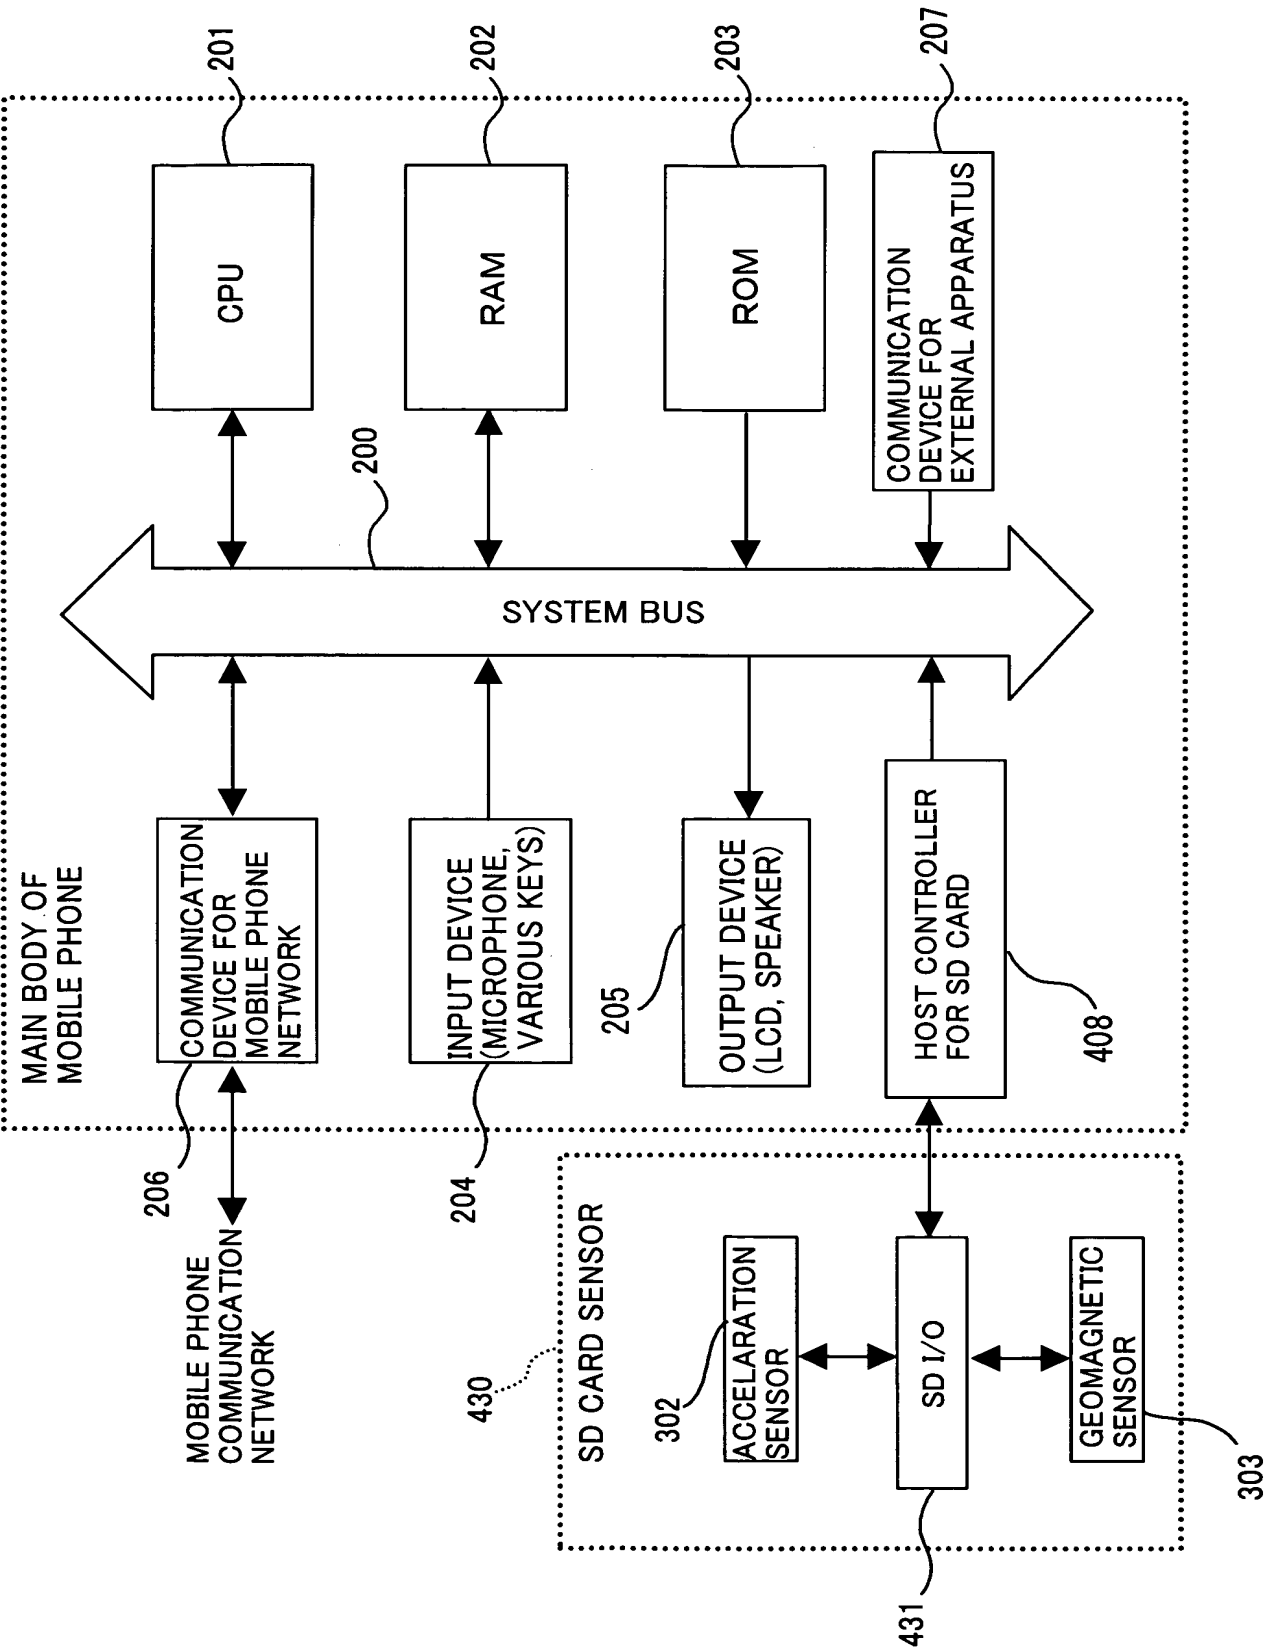 MAIN BODY OF
MOBILE PHONE
MOBILE PHONE
COMMUNICATION
NETWORK
206
COMMUNICATION
DEVICE FOR
MOBILE PHONE
NETWORK
CPU
201
204
INPUT DEVICE
(MICROPHONE,
VARIOUS KEYS)
200
RAM
202
SYSTEM BUS
205
OUTPUT DEVICE
(LCD, SPEAKER)
ROM
203
HOST CONTROLLER
FOR SD CARD
408
COMMUNICATION
DEVICE FOR
EXTERNAL APPARATUS
207
430
SD CARD SENSOR
302
ACCELARATION
SENSOR
SD I/O
431
GEOMAGNETIC
SENSOR
303